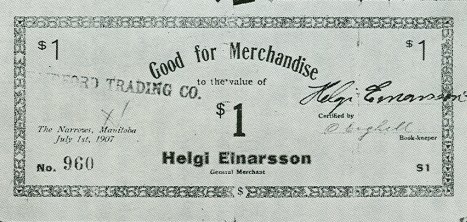 $1
$1
Good for Merchandise
to the value of
TRADING CO.
$1
Helgi Einarsson
Certified by
Book-keeper
The Narrows, Manitoba
July 1st, 1907
No. 960
Helgi Einarsson
General Merchant
$1
$